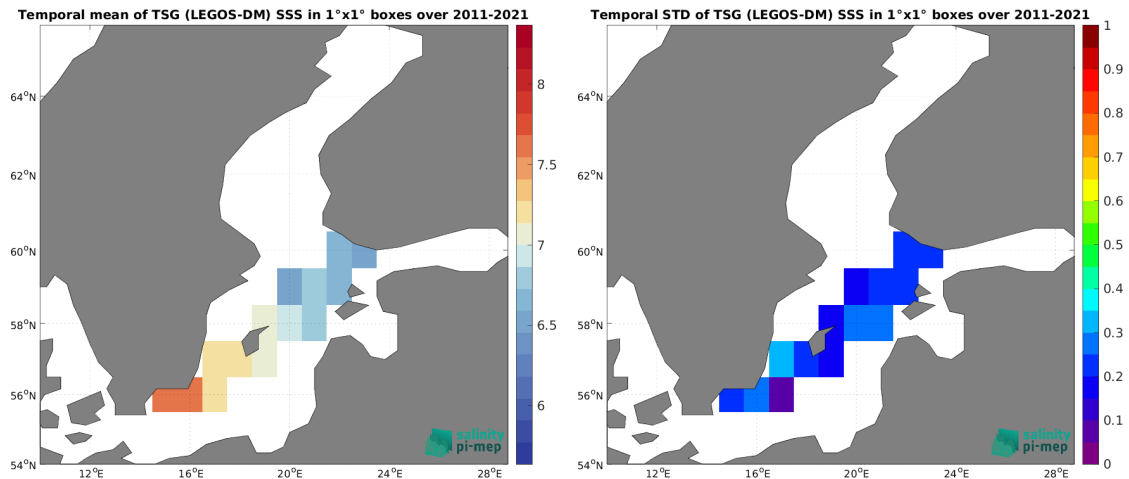 Temporal mean of TSG (LEGOS-DM) SSS in 1°x1° boxes over 2011-2021
64°N
62°N
60°N
58°N
56°N
54°N
12°E
16°E
20°E
24°E
28°E
8
7.5
7
6.5
6
salinity
pi-mep
Temporal STD of TSG (LEGOS-DM) SSS in 1°x1° boxes over 2011-2021
64°N
62°N
60°N
58°N
56°N
54°N
12°E
16°E
20°E
24°E
28°E
1
0.9
0.8
0.7
0.6
0.5
0.4
0.3
0.2
0.1
0
salinity
pi-mep